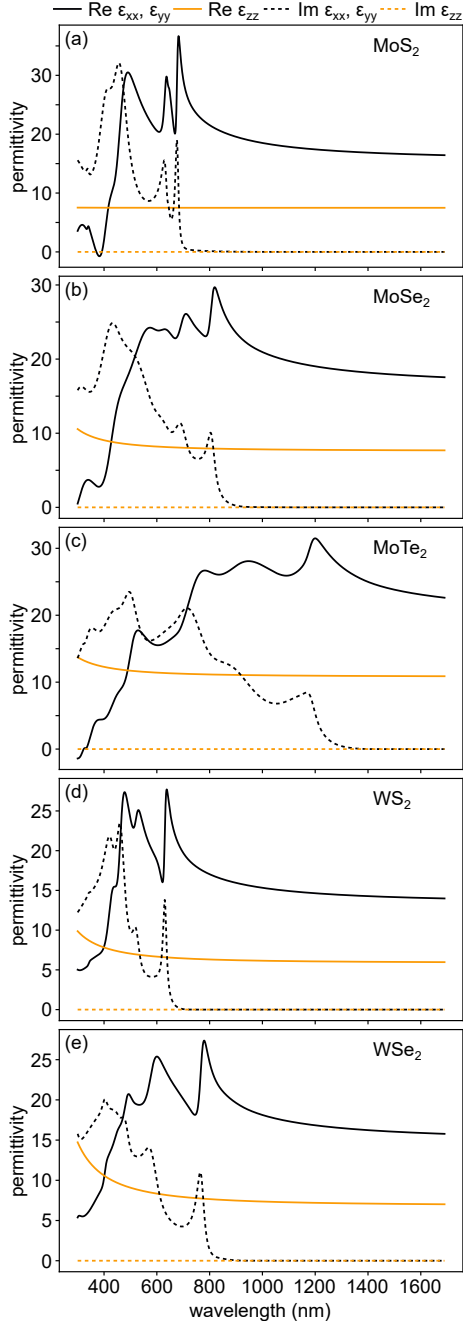 Re εxx, εyy Re εzz Im εxx, εyy Im εzz
(a) MoS2
permittivity
30
20
10
0
(b) MoSe2
permittivity
30
20
10
0
(c) MoTe2
permittivity
30
20
10
0
(d) WS2
permittivity
25
20
15
10
5
0
(e) WSe2
permittivity
25
20
15
10
5
0
400 600 800 1000 1200 1400 1600
wavelength (nm)